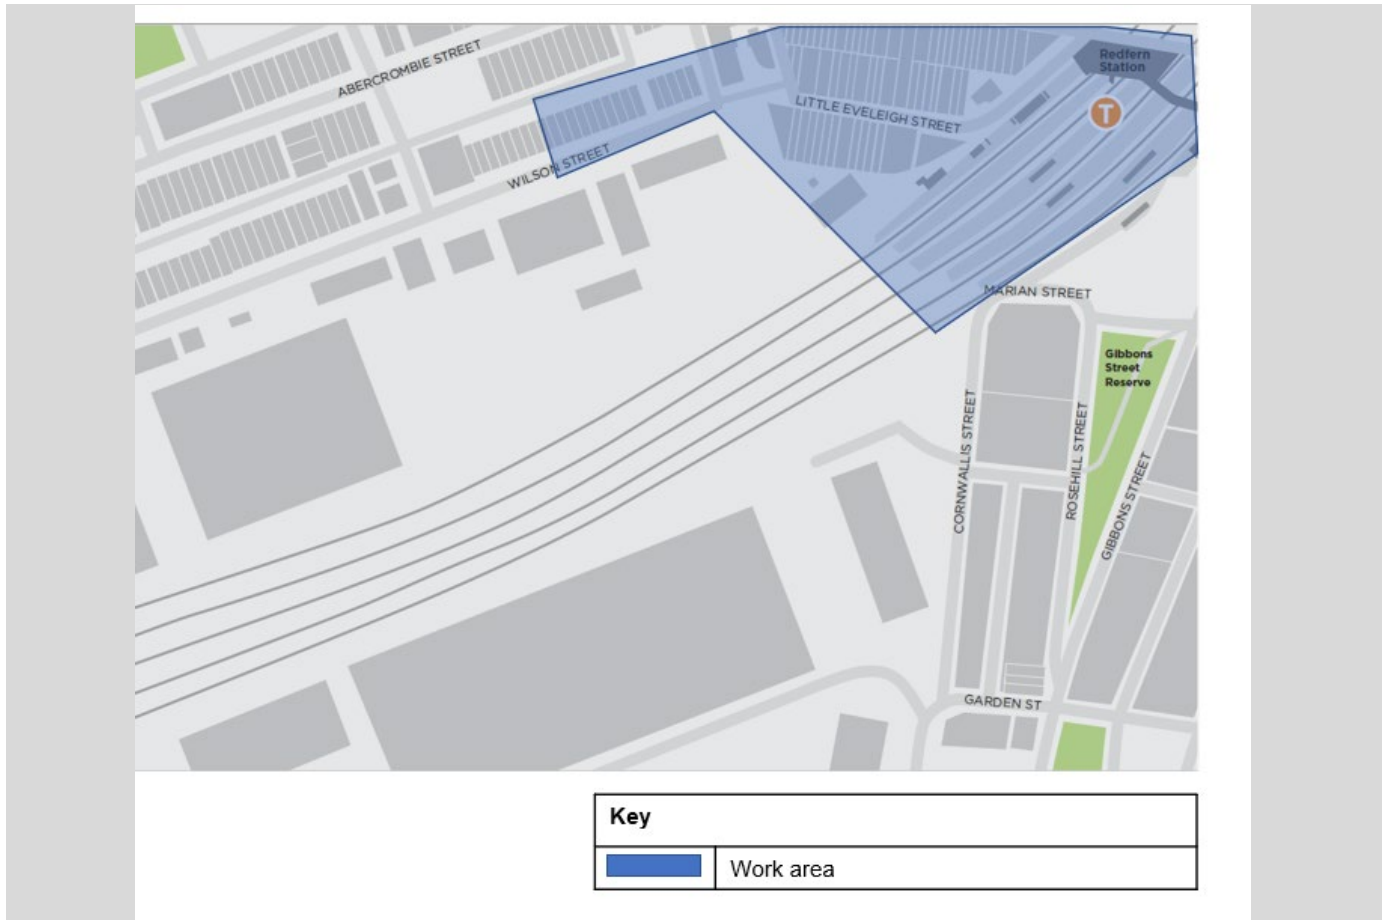 ABERCROMBIE STREET
Redfern
Station
T
LITTLE EVELEIGH STREET
WILSON STREET
MARIAN STREET
Gibbons
Street
Reserve
CORNWALLIS STREET
ROSEHILL STREET
GIBBONS STREET
GARDEN ST
Key
Work area